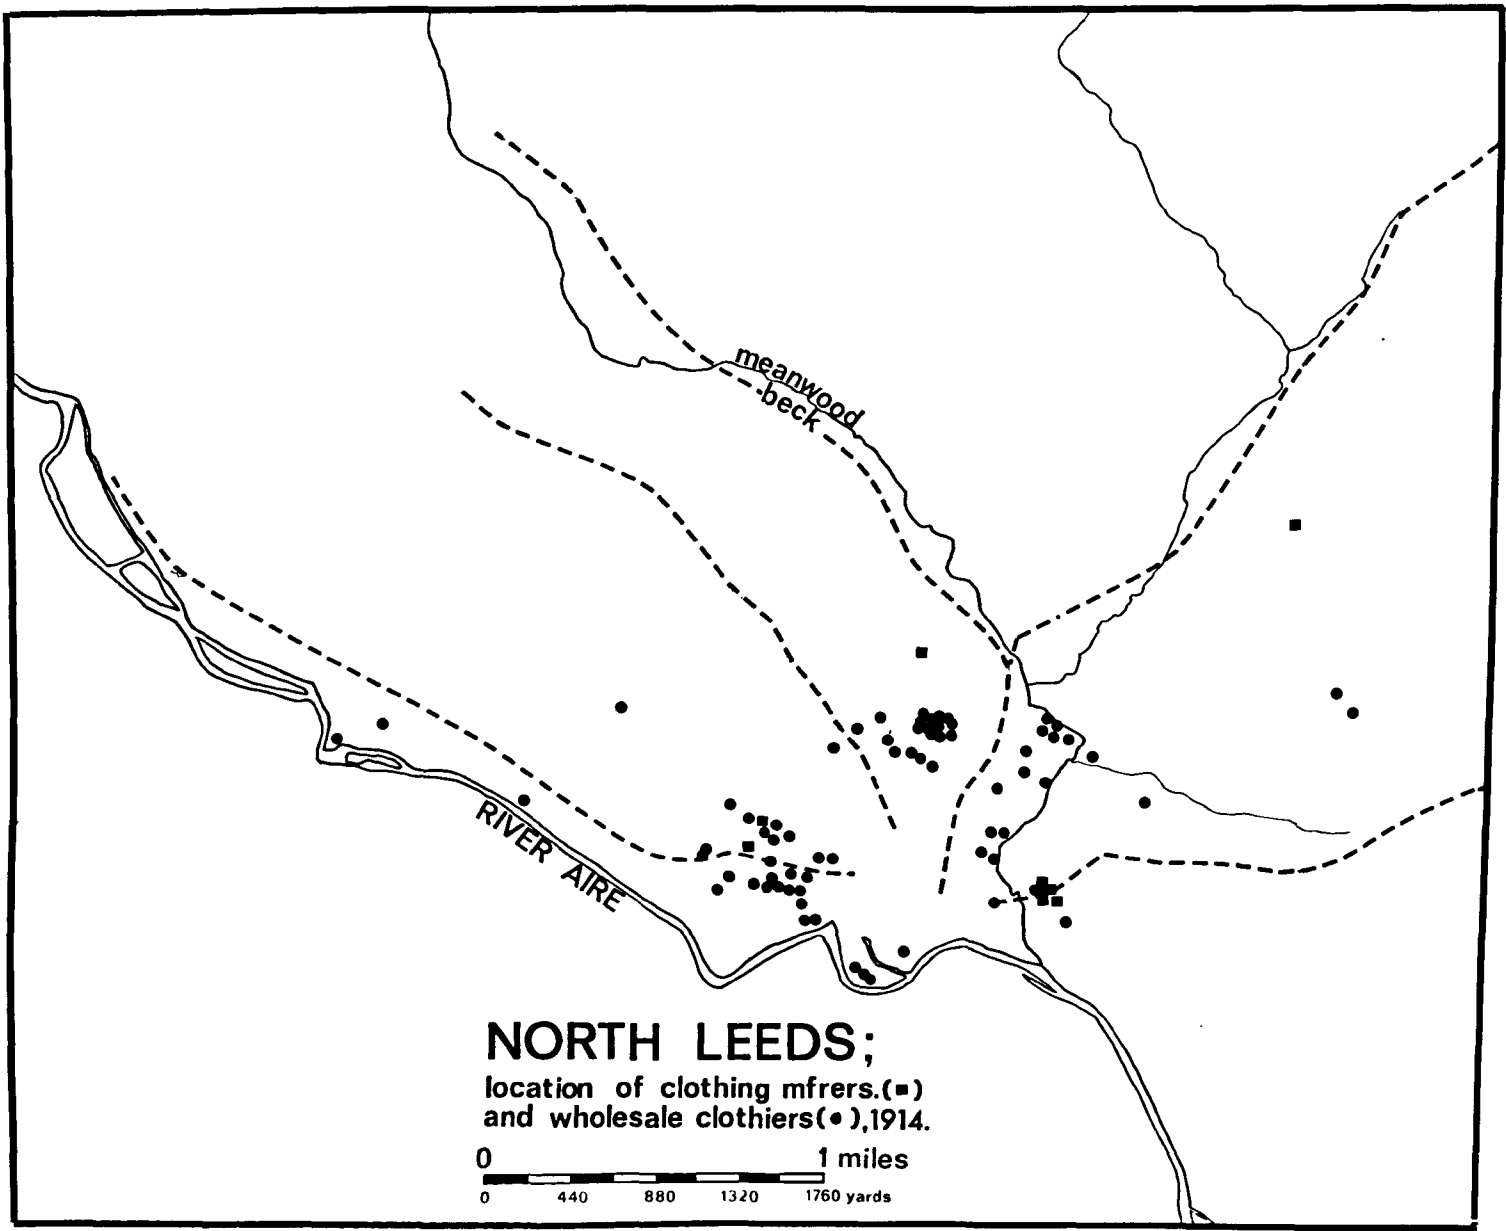 meanwood
beck
RIVER AIRE
NORTH LEEDS;
location of clothing mfrers.(▪)
and wholesale clothiers(•),1914.
0 1 miles
0 440 880 1320 1760 yards